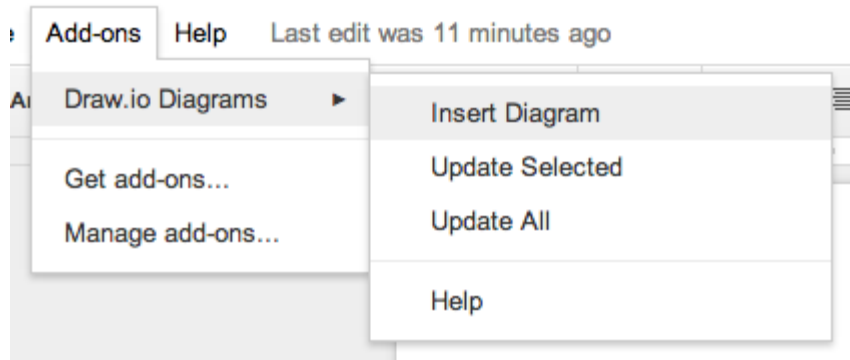 Add-ons Help Last edit was 11 minutes ago
Draw.io Diagrams
Insert Diagram
Update Selected
Get add-ons...
Update All
Manage add-ons...
Help